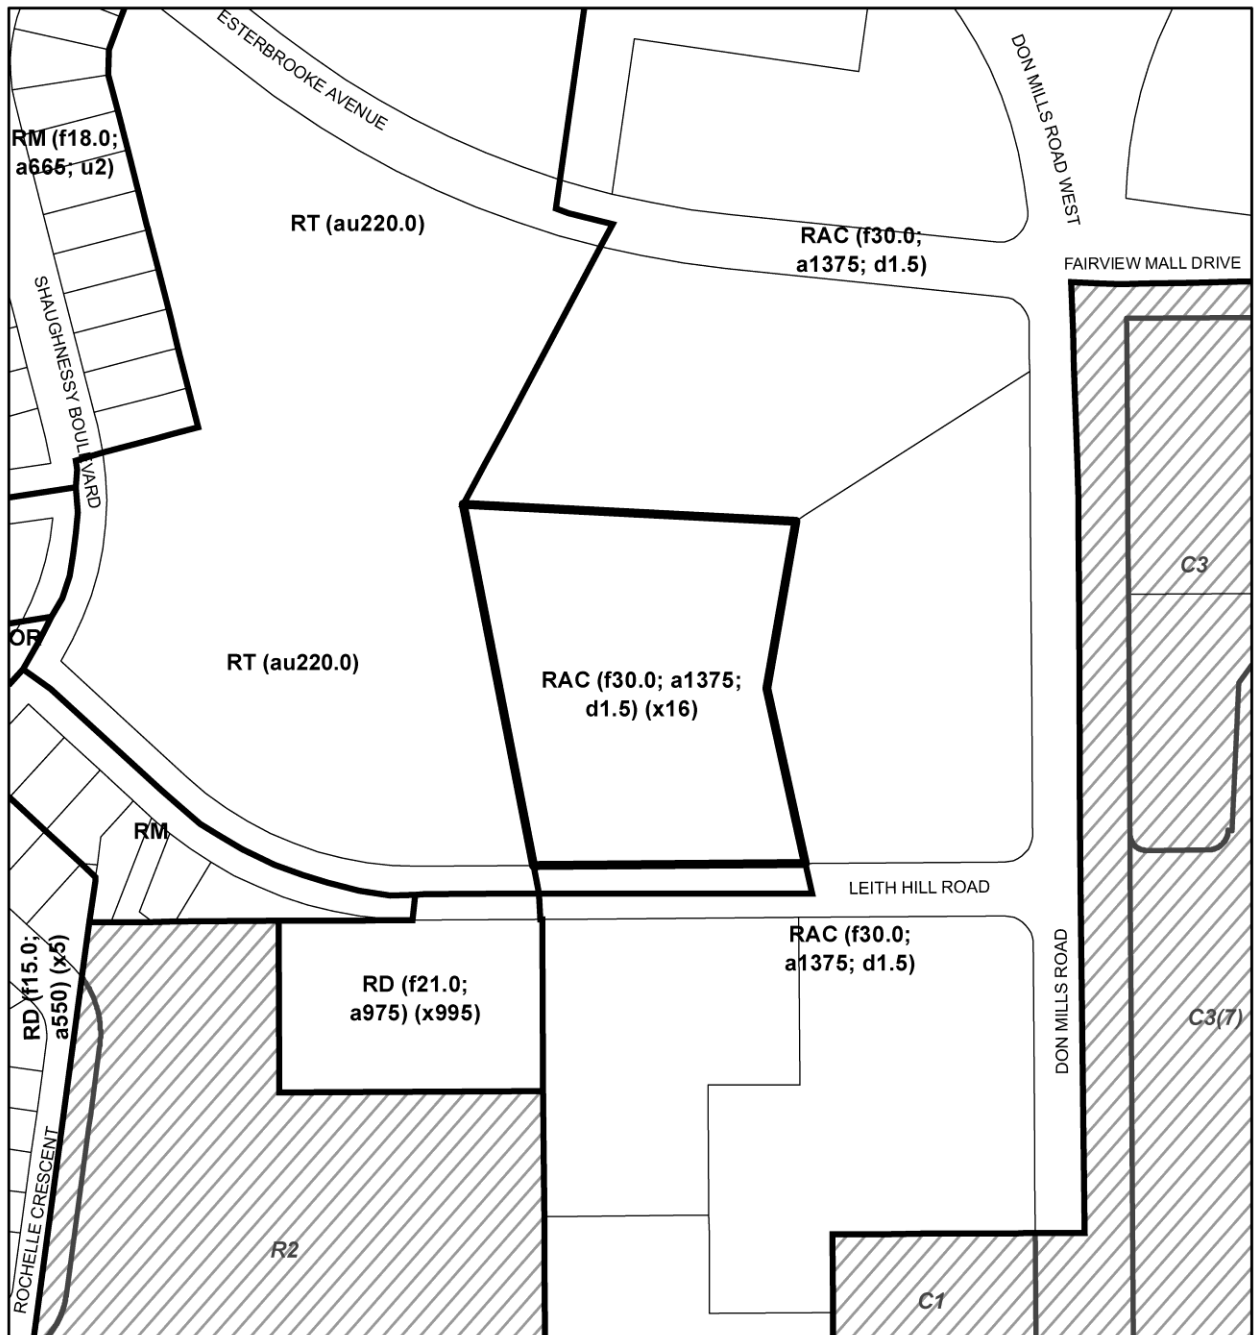 ESTERBROOKE AVENUE
DON MILLS ROAD WEST
RM (f18.0;
a665; u2)
RT (au220.0)
RAC (f30.0;
a1375; d1.5)
FAIRVIEW MALL DRIVE
SHAUGHNESSY BOULEVARD
C3
OR
RT (au220.0)
RAC (f30.0; a1375;
d1.5) (x16)
RM
LEITH HILL ROAD
RAC (f30.0;
a1375; d1.5)
RD (f15.0;
a550) (x5)
RD (f21.0;
a975) (x995)
DON MILLS ROAD
C3(7)
ROCHELLE CRESCENT
R2
C1